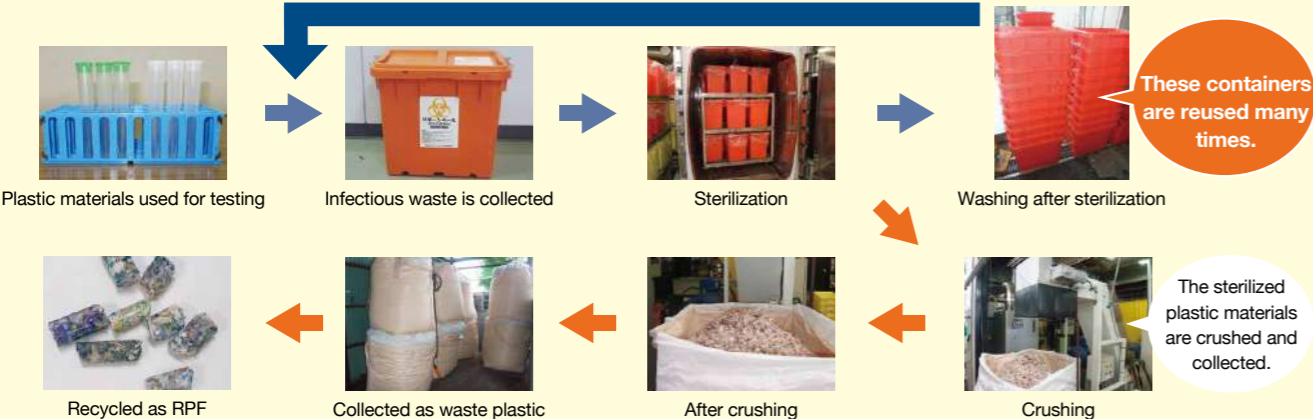 These containers
are reused many
times.
Plastic materials used for testing
Infectious waste is collected
Sterilization
Washing after sterilization
The sterilized
plastic materials
are crushed and
collected.
Recycled as RPF
Collected as waste plastic
After crushing
Crushing